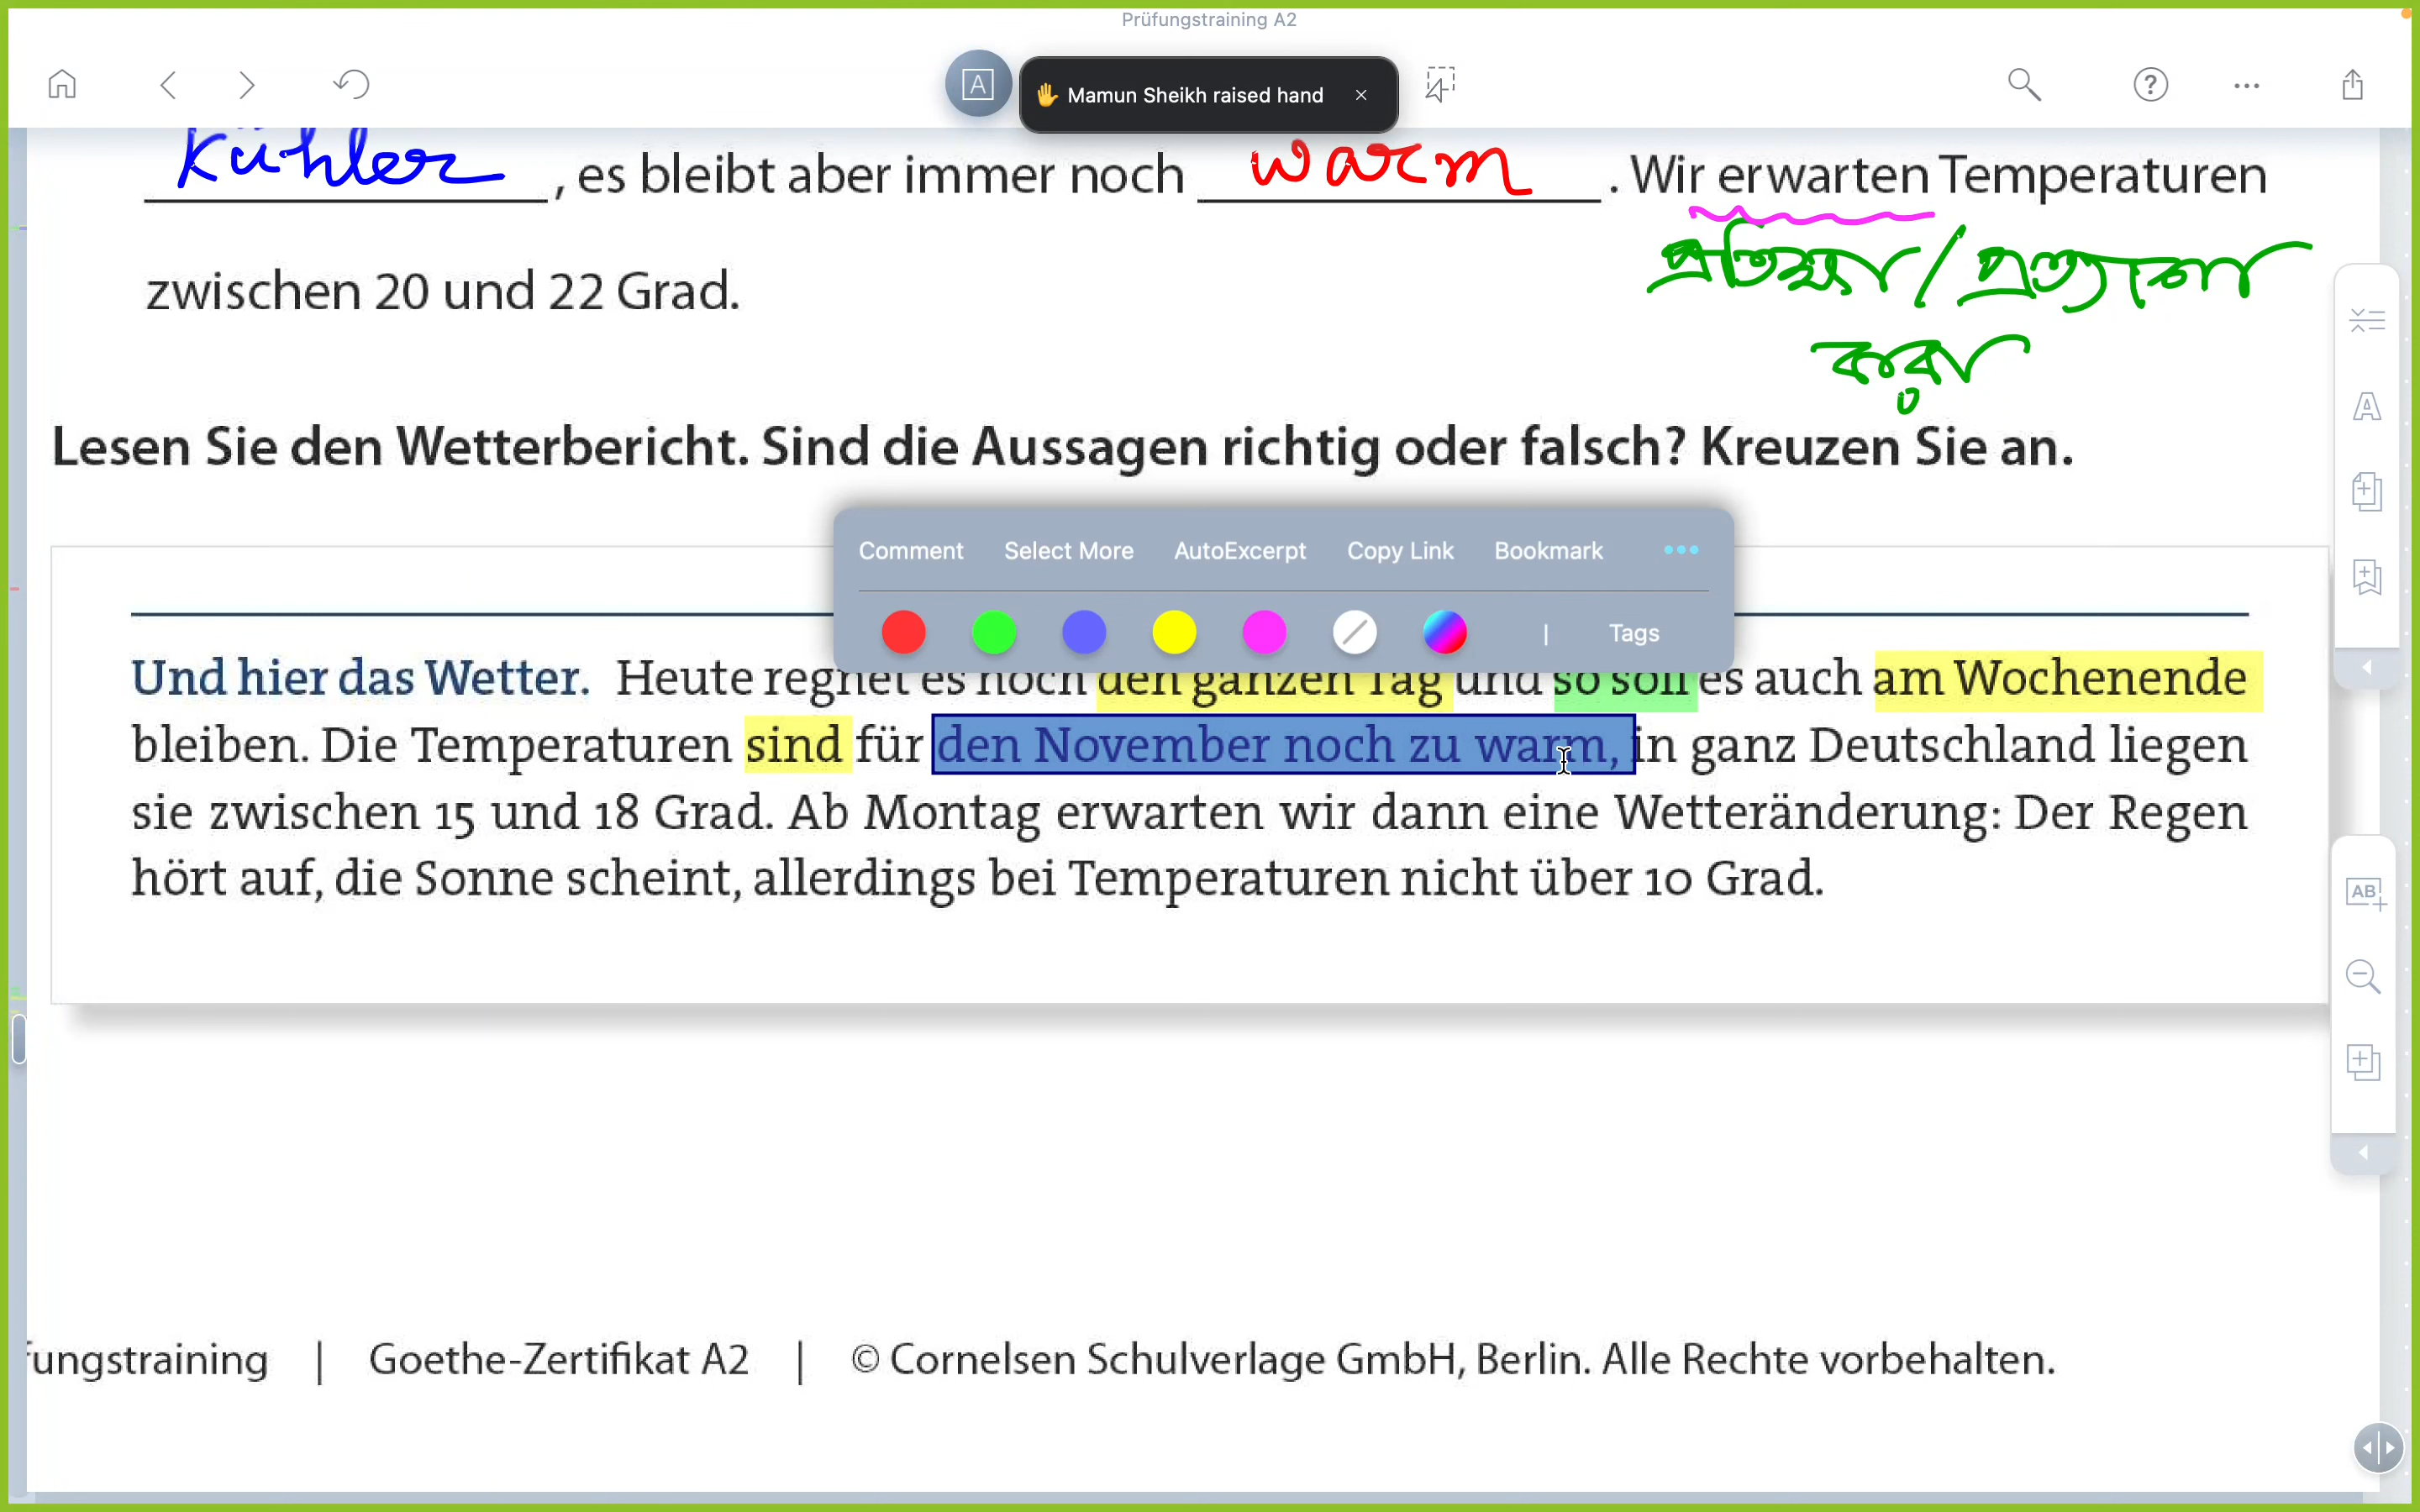 Prüfungstraining A2
A
✋ Mamun Sheikh raised hand ×
Kühler, es bleibt aber immer noch warm. Wir erwarten Temperaturen
zwischen 20 und 22 Grad.
করুন
Lesen Sie den Wetterbericht. Sind die Aussagen richtig oder falsch? Kreuzen Sie an.
Comment Select More AutoExcerpt Copy Link Bookmark
| Tags
Und hier das Wetter. Heute regnet es noch den ganzen Tag und so soll es auch am Wochenende
bleiben. Die Temperaturen sind für den November noch zu warm, in ganz Deutschland liegen
sie zwischen 15 und 18 Grad. Ab Montag erwarten wir dann eine Wetteränderung: Der Regen
hört auf, die Sonne scheint, allerdings bei Temperaturen nicht über 10 Grad.
AB
fungstraining | Goethe-Zertifikat A2 | © Cornelsen Schulverlage GmbH, Berlin. Alle Rechte vorbehalten.